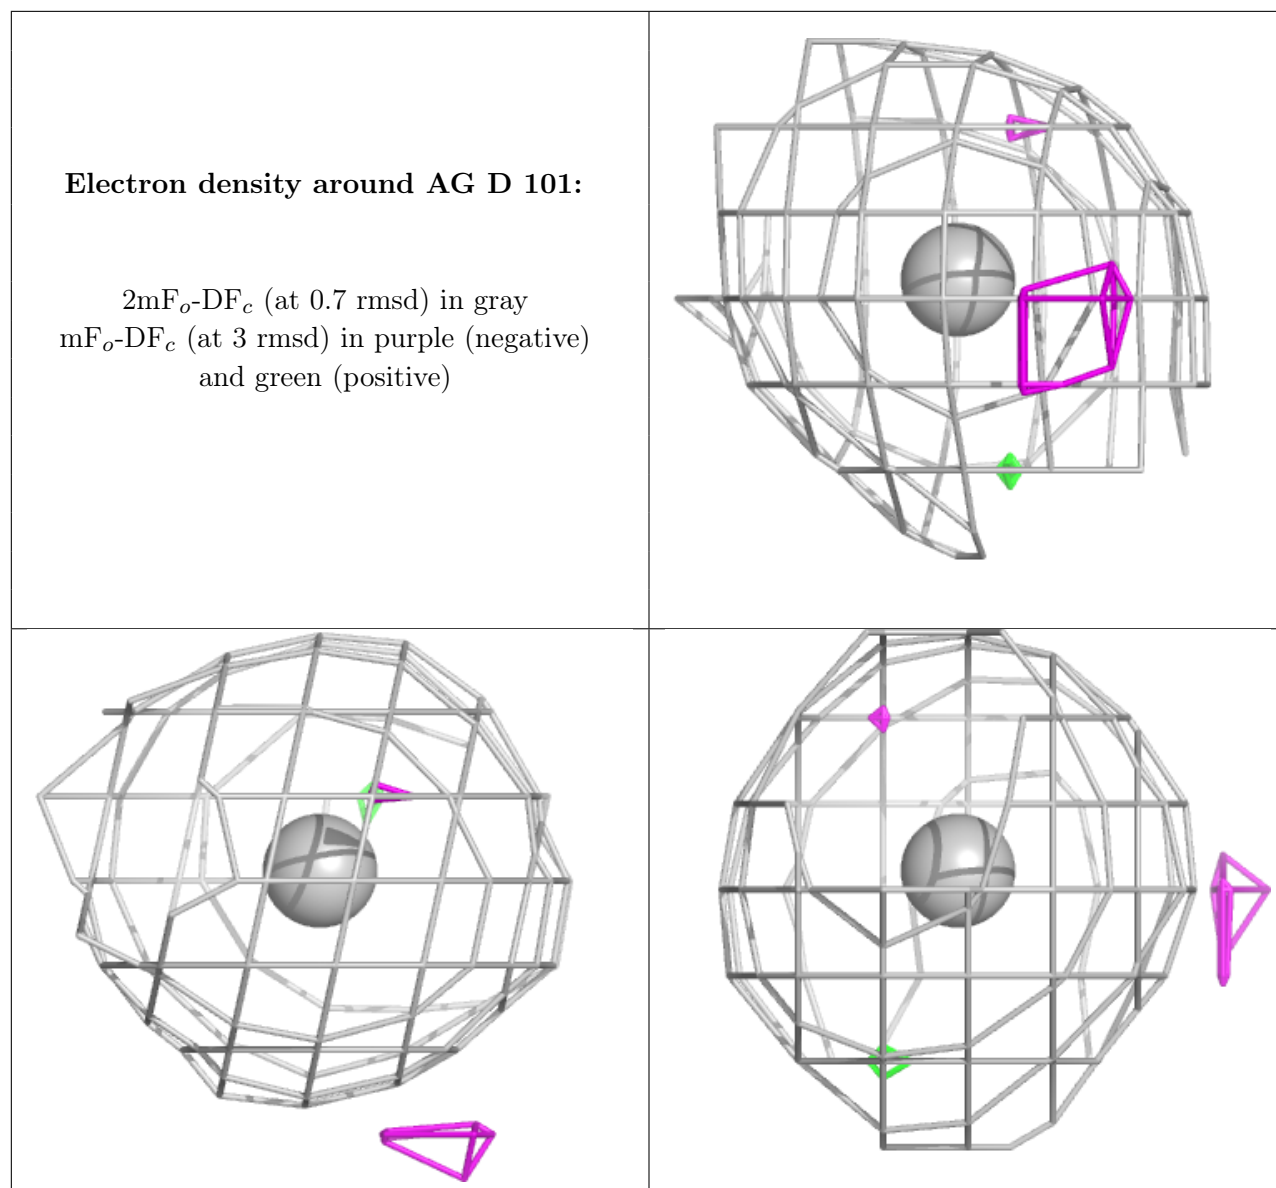 Electron density around AG D 101:
2mFo-DFc (at 0.7 rmsd) in gray
mFo-DFc (at 3 rmsd) in purple (negative)
and green (positive)